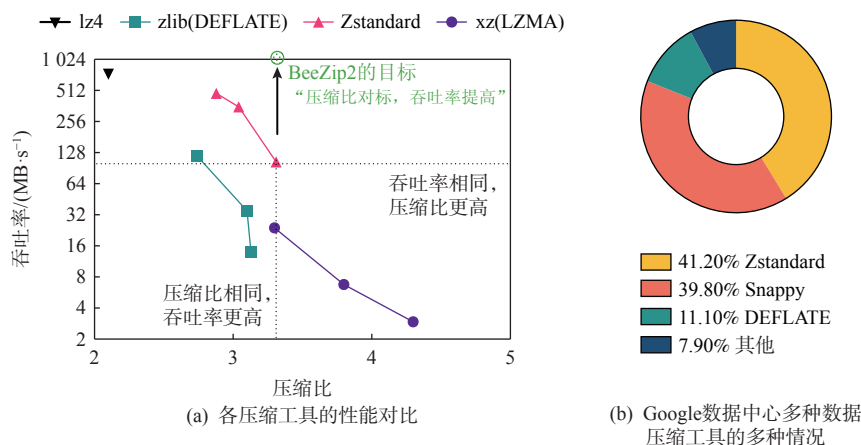 lz4 zlib(DEFLATE) Zstandard xz(LZMA)
1 024
512
256
128
64
32
16
8
4
2
吞吐率/(MB·s⁻¹)
BeeZip2的目标
“压缩比对标，吞吐率提高”
吞吐率相同，
压缩比更高
压缩比相同，
吞吐率更高
2 3 4 5
压缩比
(a) 各压缩工具的性能对比
41.20% Zstandard
39.80% Snappy
11.10% DEFLATE
7.90% 其他
(b) Google数据中心多种数据
压缩工具的多种情况